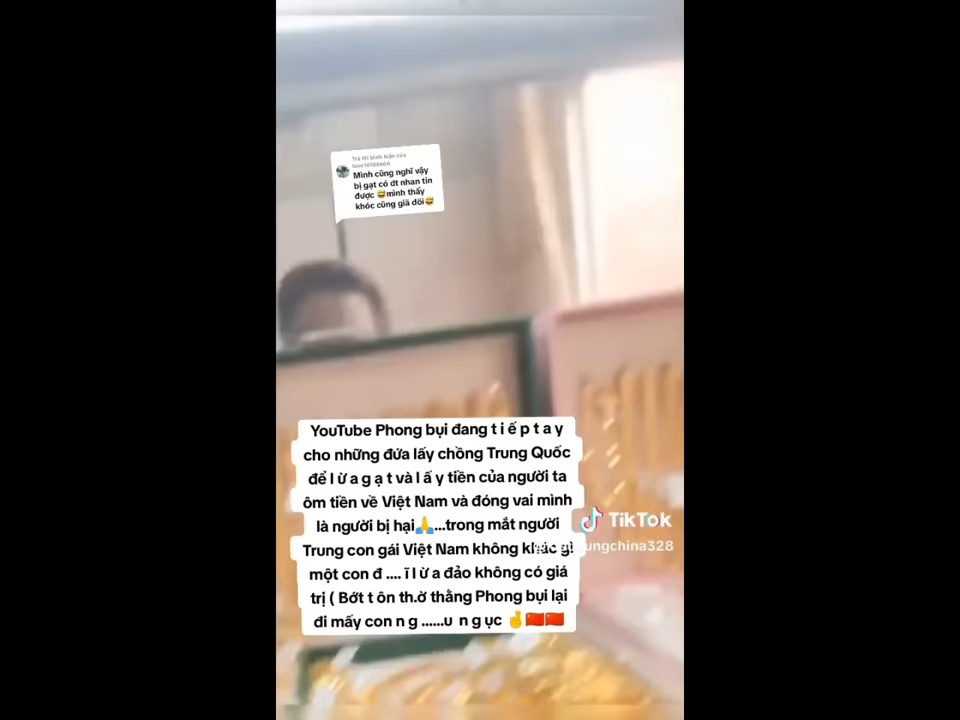 Trả lời bình luận của
Mình cũng nghĩ vậy
bị gạt có dt nhan tin
được 😅mình thấy
khóc cũng giã dối😅
YouTube Phong bụi đang t i ế p t a y
cho những đứa lấy chồng Trung Quốc
để l ừ a g ạ t và l ấ y tiền của người ta
ôm tiền về Việt Nam và đóng vai mình
là người bị hại🙏...trong mắt người
Trung con gái Việt Nam không khác gì
một con đ .... ĩ l ừ a đảo không có giá
trị ( Bớt t ôn th.ờ thằng Phong bụi lại
đi mấy con n g ......u n g ục 🤞🇨🇳🇨🇳
TikTok
ungchina328